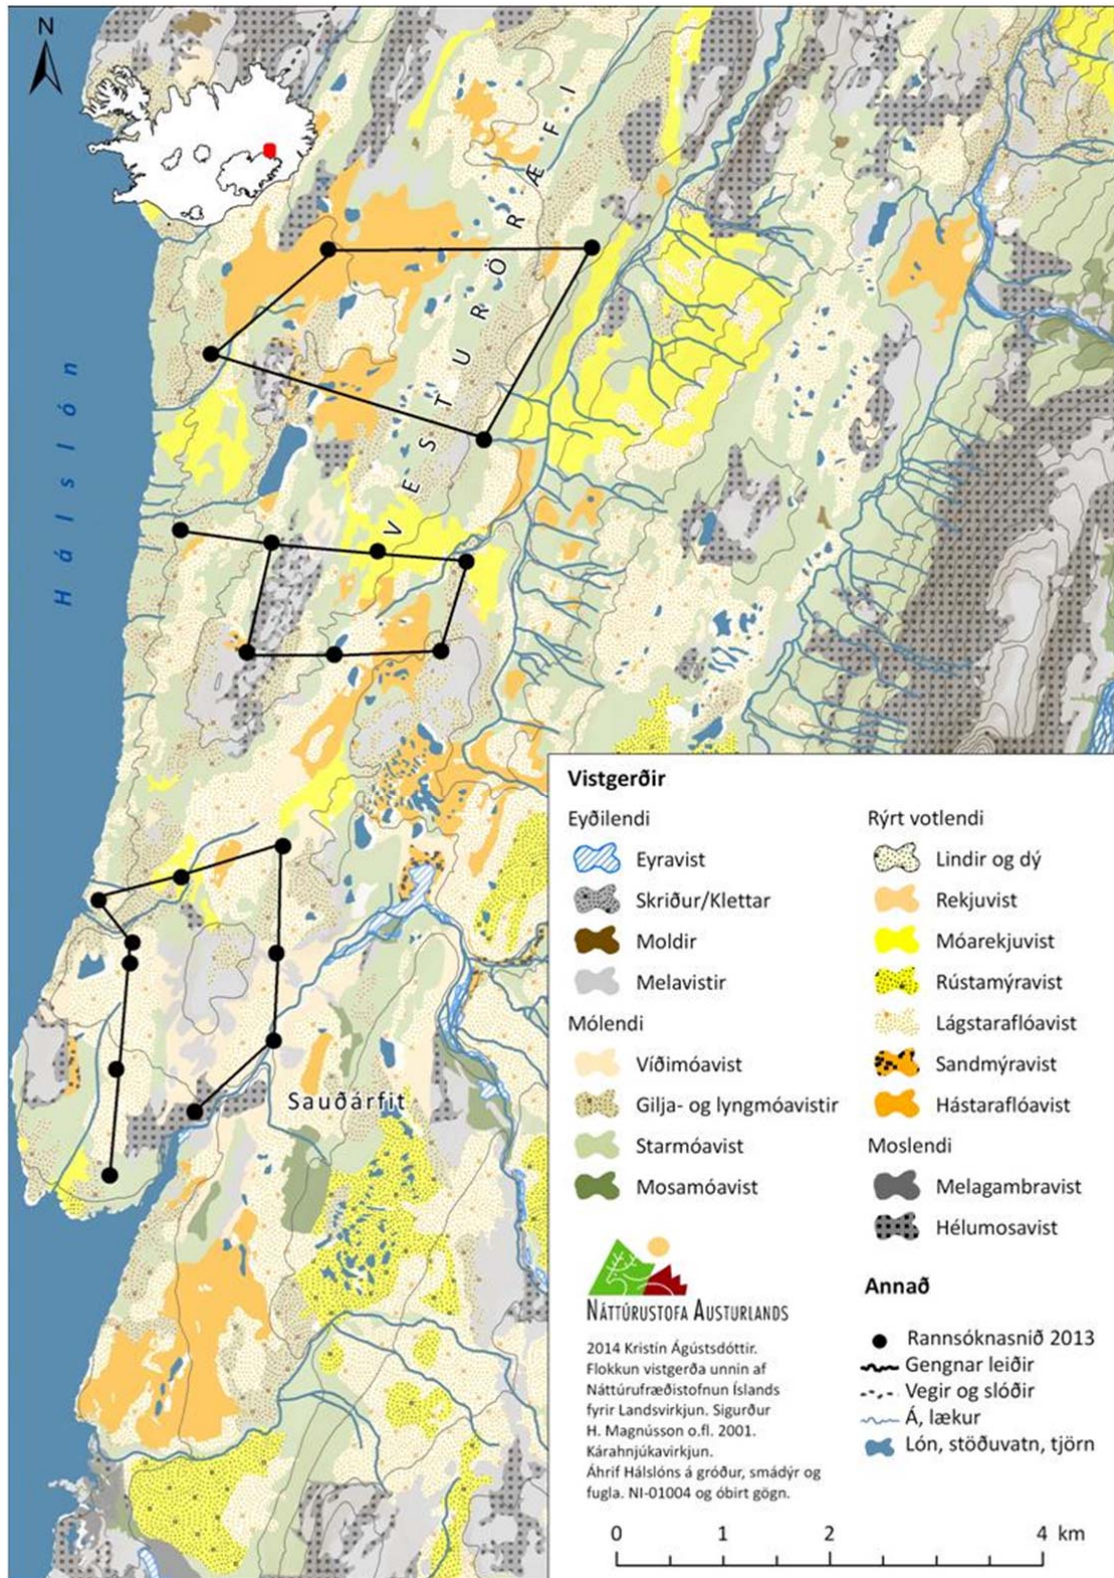 N
VESTURÖRÆFI
Hálslón
Sauðárfit
Vistgerðir
Eyðilendi
Eyravist
Skriður/Klettar
Moldir
Melavistir
Mólendi
Víðimóavist
Gilja- og lyngmóavistir
Starmóavist
Mosamóavist
Rýrt votlendi
Lindir og dý
Rekjuvist
Móarekjuvist
Rústamýravist
Lágstaraflóavist
Sandmýravist
Hástaraflóavist
Moslendi
Melagambravist
Hélumosavist
Annað
Rannsóknasnið 2013
Gengnar leiðir
Vegir og slóðir
Á, lækur
Lón, stöðuvatn, tjörn
NÁTTÚRUSTOFA AUSTURLANDS
2014 Kristín Ágústsdóttir.
Flokkun vistgerða unnin af
Náttúrufræðistofnun Íslands
fyrir Landsvirkjun. Sigurður
H. Magnússon o.fl. 2001.
Kárahnjúkavirkjun.
Áhrif Hálslóns á gróður, smádýr og
fugla. NI-01004 og óbirt gögn.
0 1 2 4 km